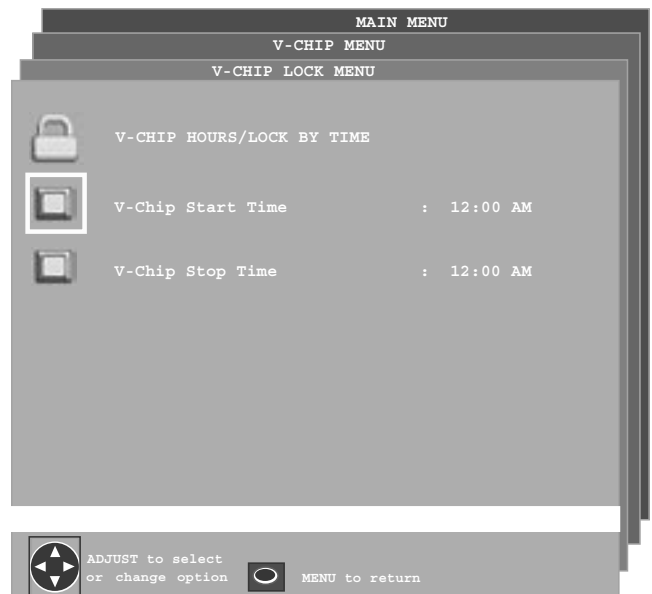 MAIN MENU
V-CHIP MENU
V-CHIP LOCK MENU
V-CHIP HOURS/LOCK BY TIME
V-Chip Start Time : 12:00 AM
V-Chip Stop Time : 12:00 AM
ADJUST to select
or change option
MENU to return